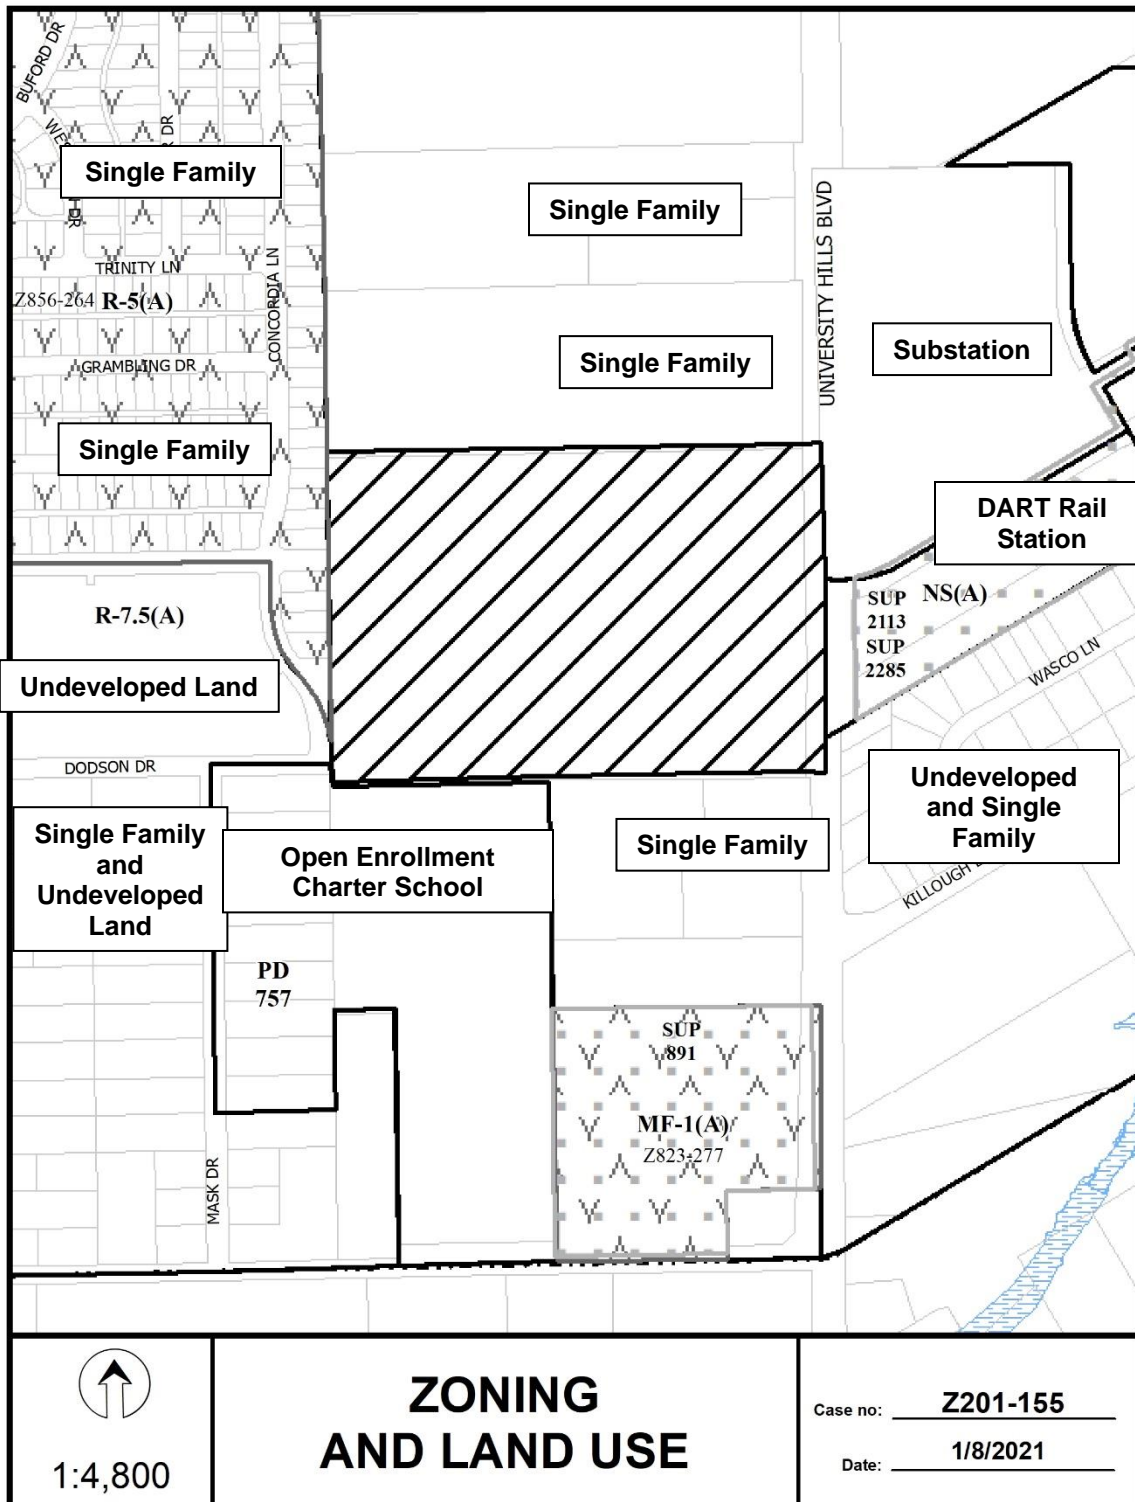 BUFORD DR
DR
Single Family
Single Family
UNIVERSITY HILLS BLVD
TRINITY LN
CONCORDIA LN
Z856-264 R-5(A)
Single Family
Substation
GRAMBLING DR
Single Family
DART Rail
Station
SUP
2113
SUP
2285
NS(A)
R-7.5(A)
WASCO LN
Undeveloped Land
DODSON DR
Undeveloped
and Single
Family
Single Family
and
Undeveloped
Land
Open Enrollment
Charter School
Single Family
KILLOUGH
PD
757
SUP
891
MF-1(A)
Z823-277
MASK DR
1:4,800
ZONING
AND LAND USE
Case no: Z201-155
Date: 1/8/2021